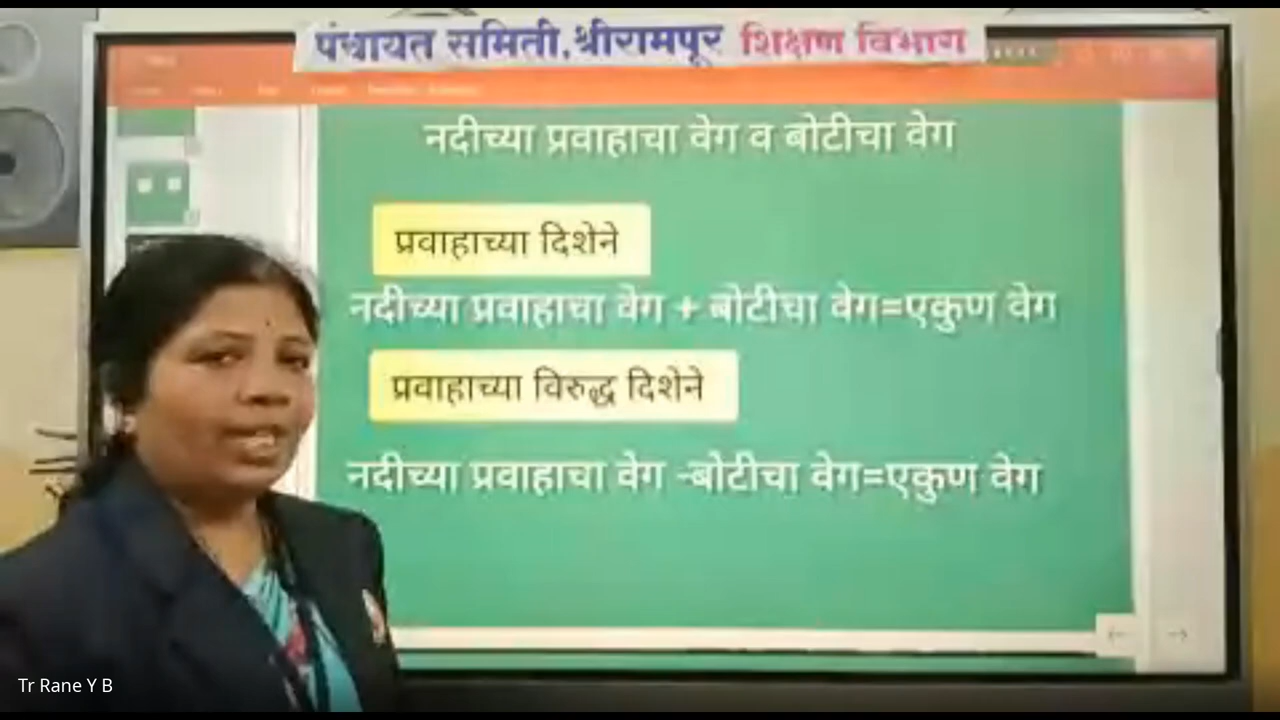 पंचायत समिती.श्रीरामपूर शिक्षण विभाग
नदीच्या प्रवाहाचा वेग व बोटीचा वेग
प्रवाहाच्या दिशेने
नदीच्या प्रवाहाचा वेग + बोटीचा वेग=एकुण वेग
प्रवाहाच्या विरुद्ध दिशेने
नदीच्या प्रवाहाचा वेग -बोटीचा वेग=एकुण वेग
Tr Rane Y B